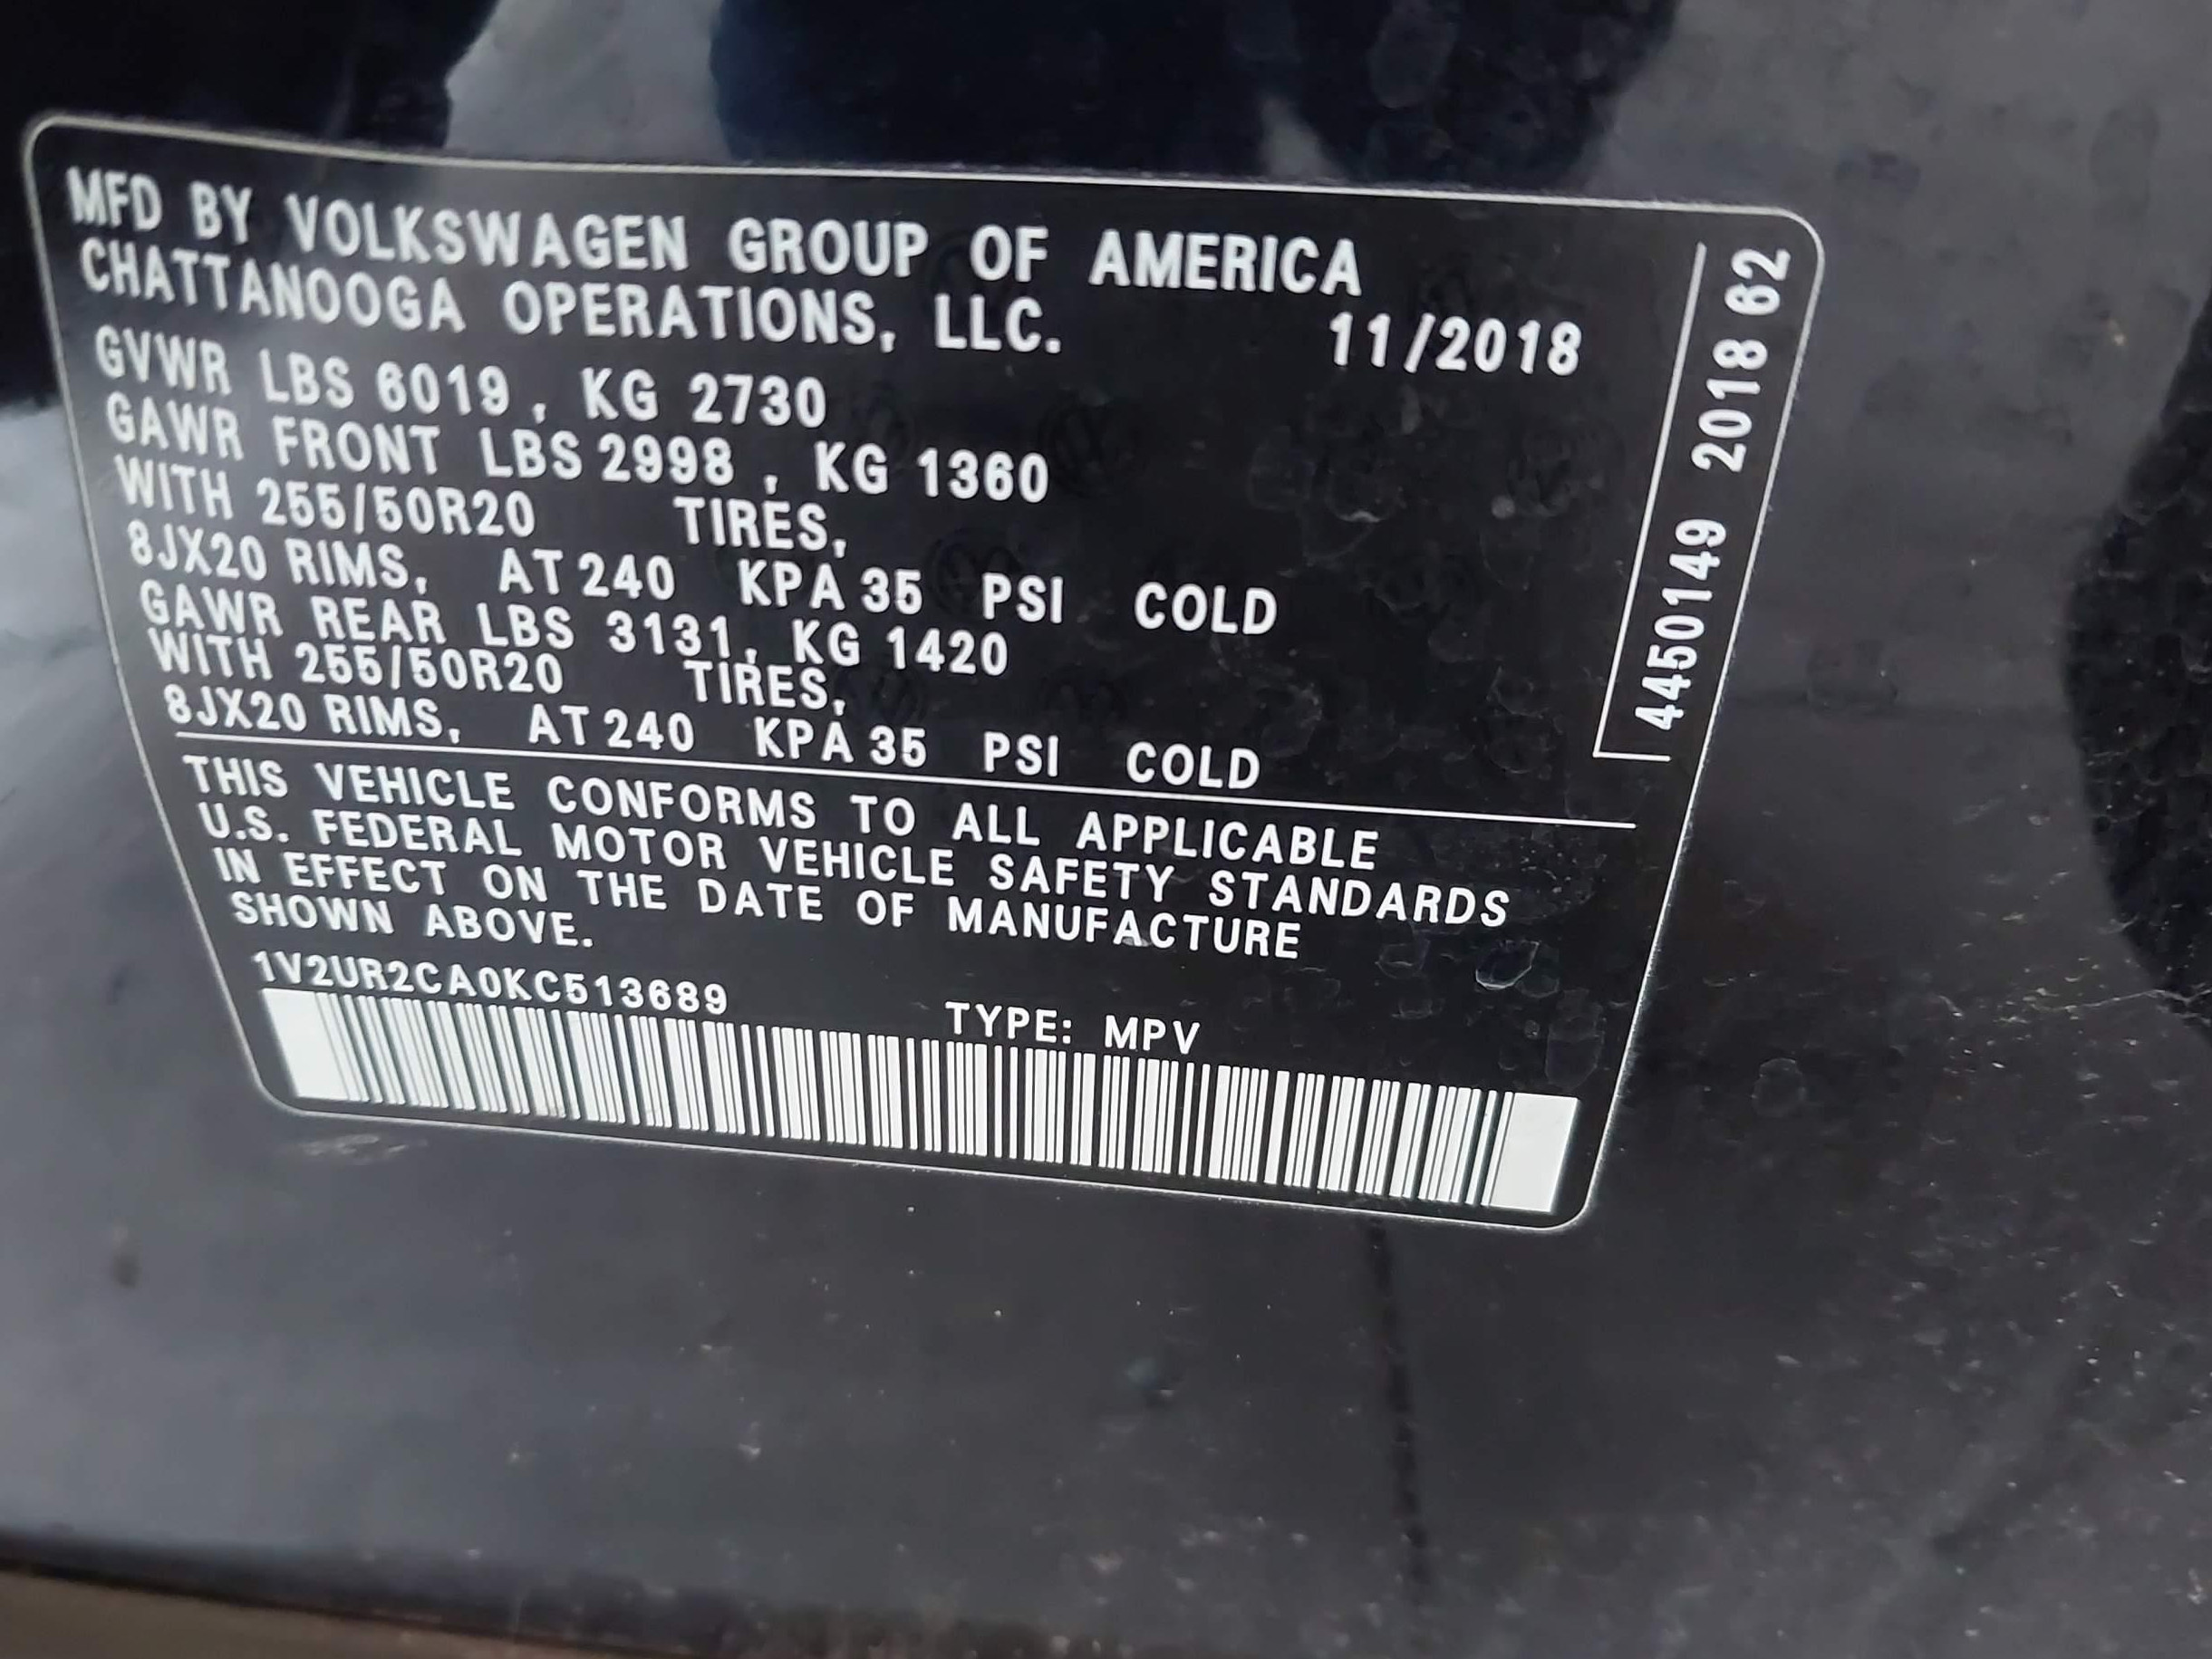 MFD BY VOLKSWAGEN GROUP OF AMERICA
CHATTANOOGA OPERATIONS, LLC.
11/2018
GVWR LBS 6019 , KG 2730
GAWR FRONT LBS 2998 , KG 1360
WITH 255/50R20 TIRES,
8JX20 RIMS, AT 240 KPA 35 PSI COLD
GAWR REAR LBS 3131, KG 1420
WITH 255/50R20 TIRES,
8JX20 RIMS, AT 240 KPA 35 PSI COLD
THIS VEHICLE CONFORMS TO ALL APPLICABLE
U.S. FEDERAL MOTOR VEHICLE SAFETY STANDARDS
IN EFFECT ON THE DATE OF MANUFACTURE
SHOWN ABOVE.
1V2UR2CA0KC513689
TYPE: MPV
4450149 2018 62